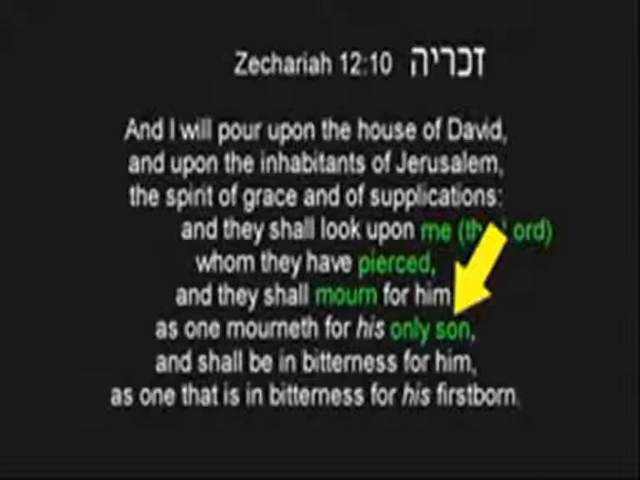 Zechariah 12:10 זכריה
And I will pour upon the house of David,
and upon the inhabitants of Jerusalem,
the spirit of grace and of supplications:
and they shall look upon me (the Lord)
whom they have pierced,
and they shall mourn for him
as one mourneth for his only son,
and shall be in bitterness for him,
as one that is in bitterness for his firstborn.